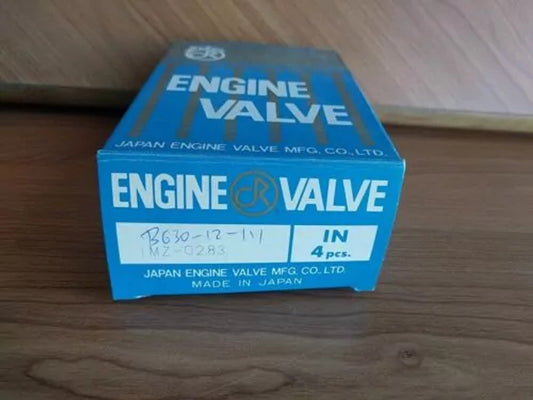 ENGINE
VALVE
JAPAN ENGINE VALVE MFG. CO., LTD.
ENGINE VALVE
B630-12-111
IMZ-0283
IN
4 pcs.
JAPAN ENGINE VALVE MFG. CO., LTD.
MADE IN JAPAN